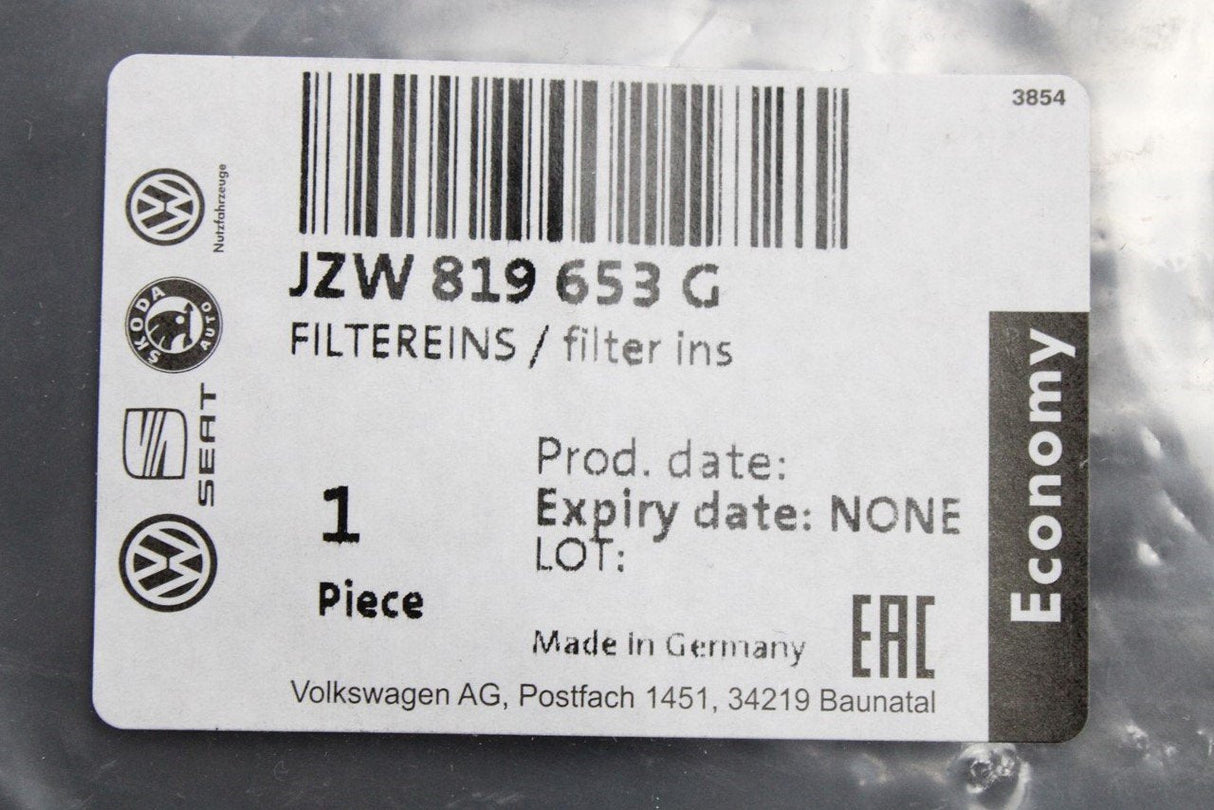 3854
Nutzfahrzeuge
ŠKODA
AUTO
SEAT
JZW 819 653 G
FILTEREINS / filter ins
Prod. date:
Expiry date: NONE
LOT:
1
Piece
Made in Germany
EAC
Volkswagen AG, Postfach 1451, 34219 Baunatal
Economy